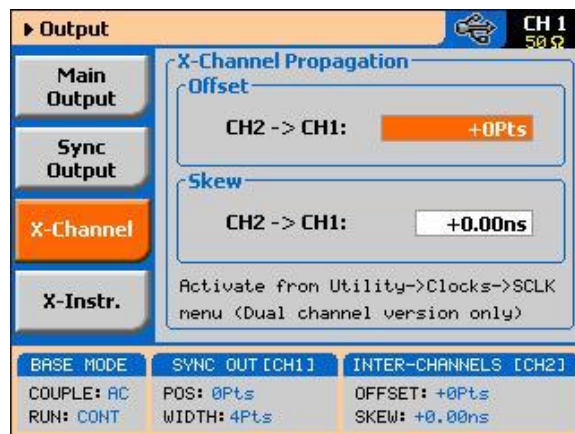 Output
CH 1
50 Ω
Main
Output
Sync
Output
X-Channel
X-Instr.
X-Channel Propagation
Offset
CH2 -> CH1: +0Pts
Skew
CH2 -> CH1: +0.00ns
Activate from Utility->Clocks->SCLK
menu (Dual channel version only)
BASE MODE
COUPLE: AC
RUN: CONT
SYNC OUT [CH1]
POS: 0Pts
WIDTH: 4Pts
INTER-CHANNELS [CH2]
OFFSET: +0Pts
SKEW: +0.00ns